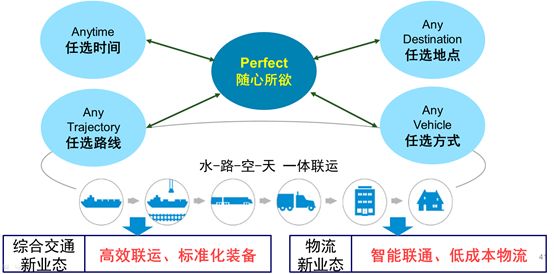 Anytime
任选时间
Any
Destination
任选地点
Perfect
随心所欲
Any
Trajectory
任选路线
Any
Vehicle
任选方式
水-路-空-天 一体联运
综合交通
新业态
高效联运、标准化装备
物流
新业态
智能联通、低成本物流
41